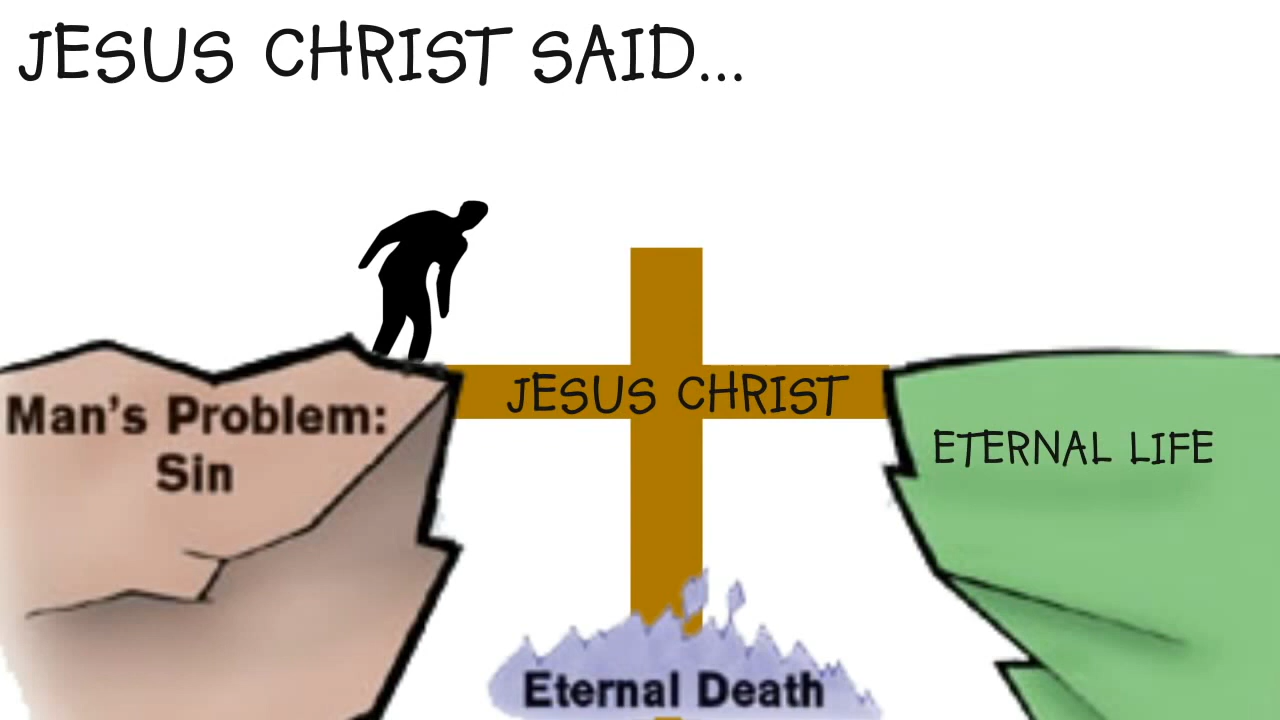 JESUS CHRIST SAID...
JESUS CHRIST
Man's Problem:
Sin
ETERNAL LIFE
Eternal Death